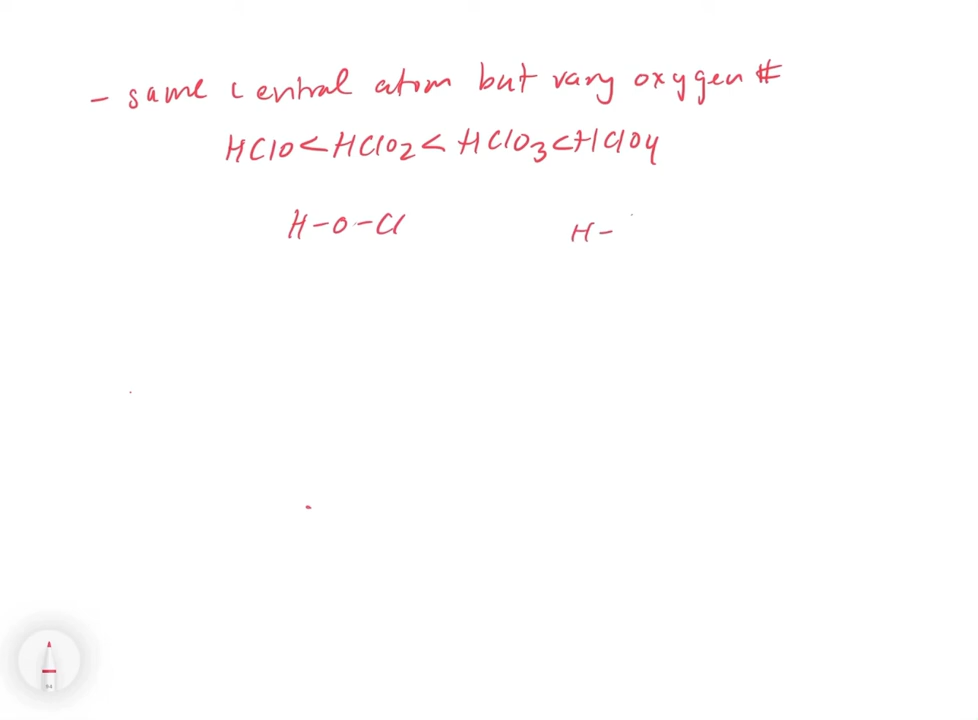 - same central atom but vary oxygen #
HClO < HClO2 < HClO3 < HClO4
H-O-Cl H-